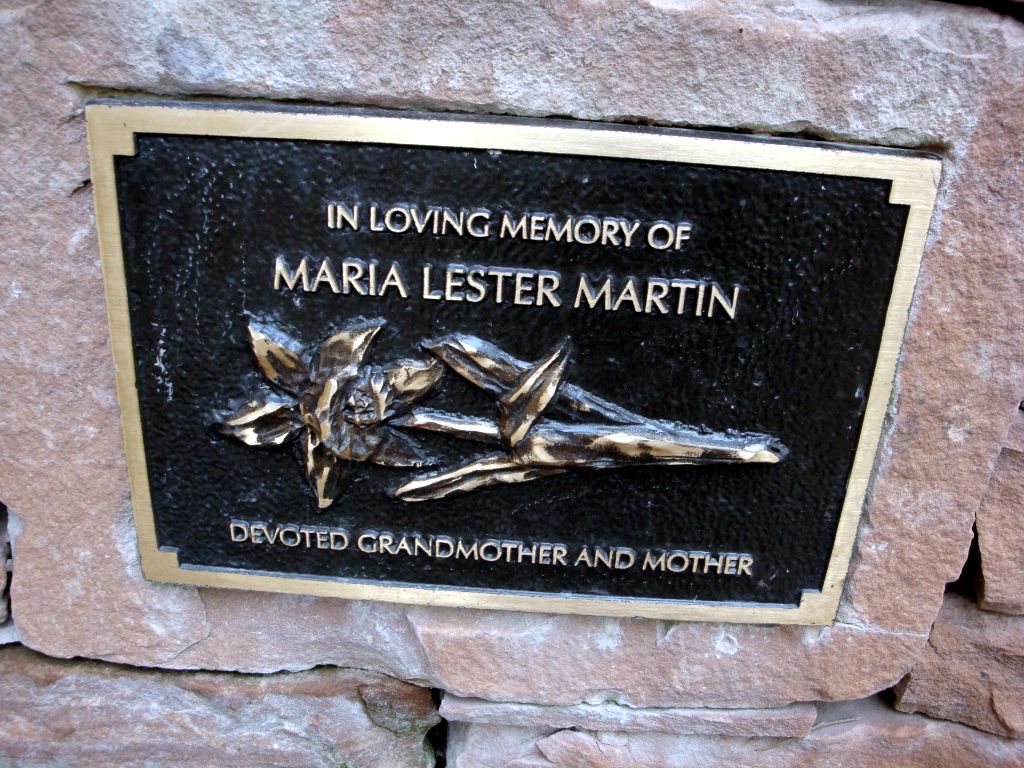 IN LOVING MEMORY OF
MARIA LESTER MARTIN
DEVOTED GRANDMOTHER AND MOTHER